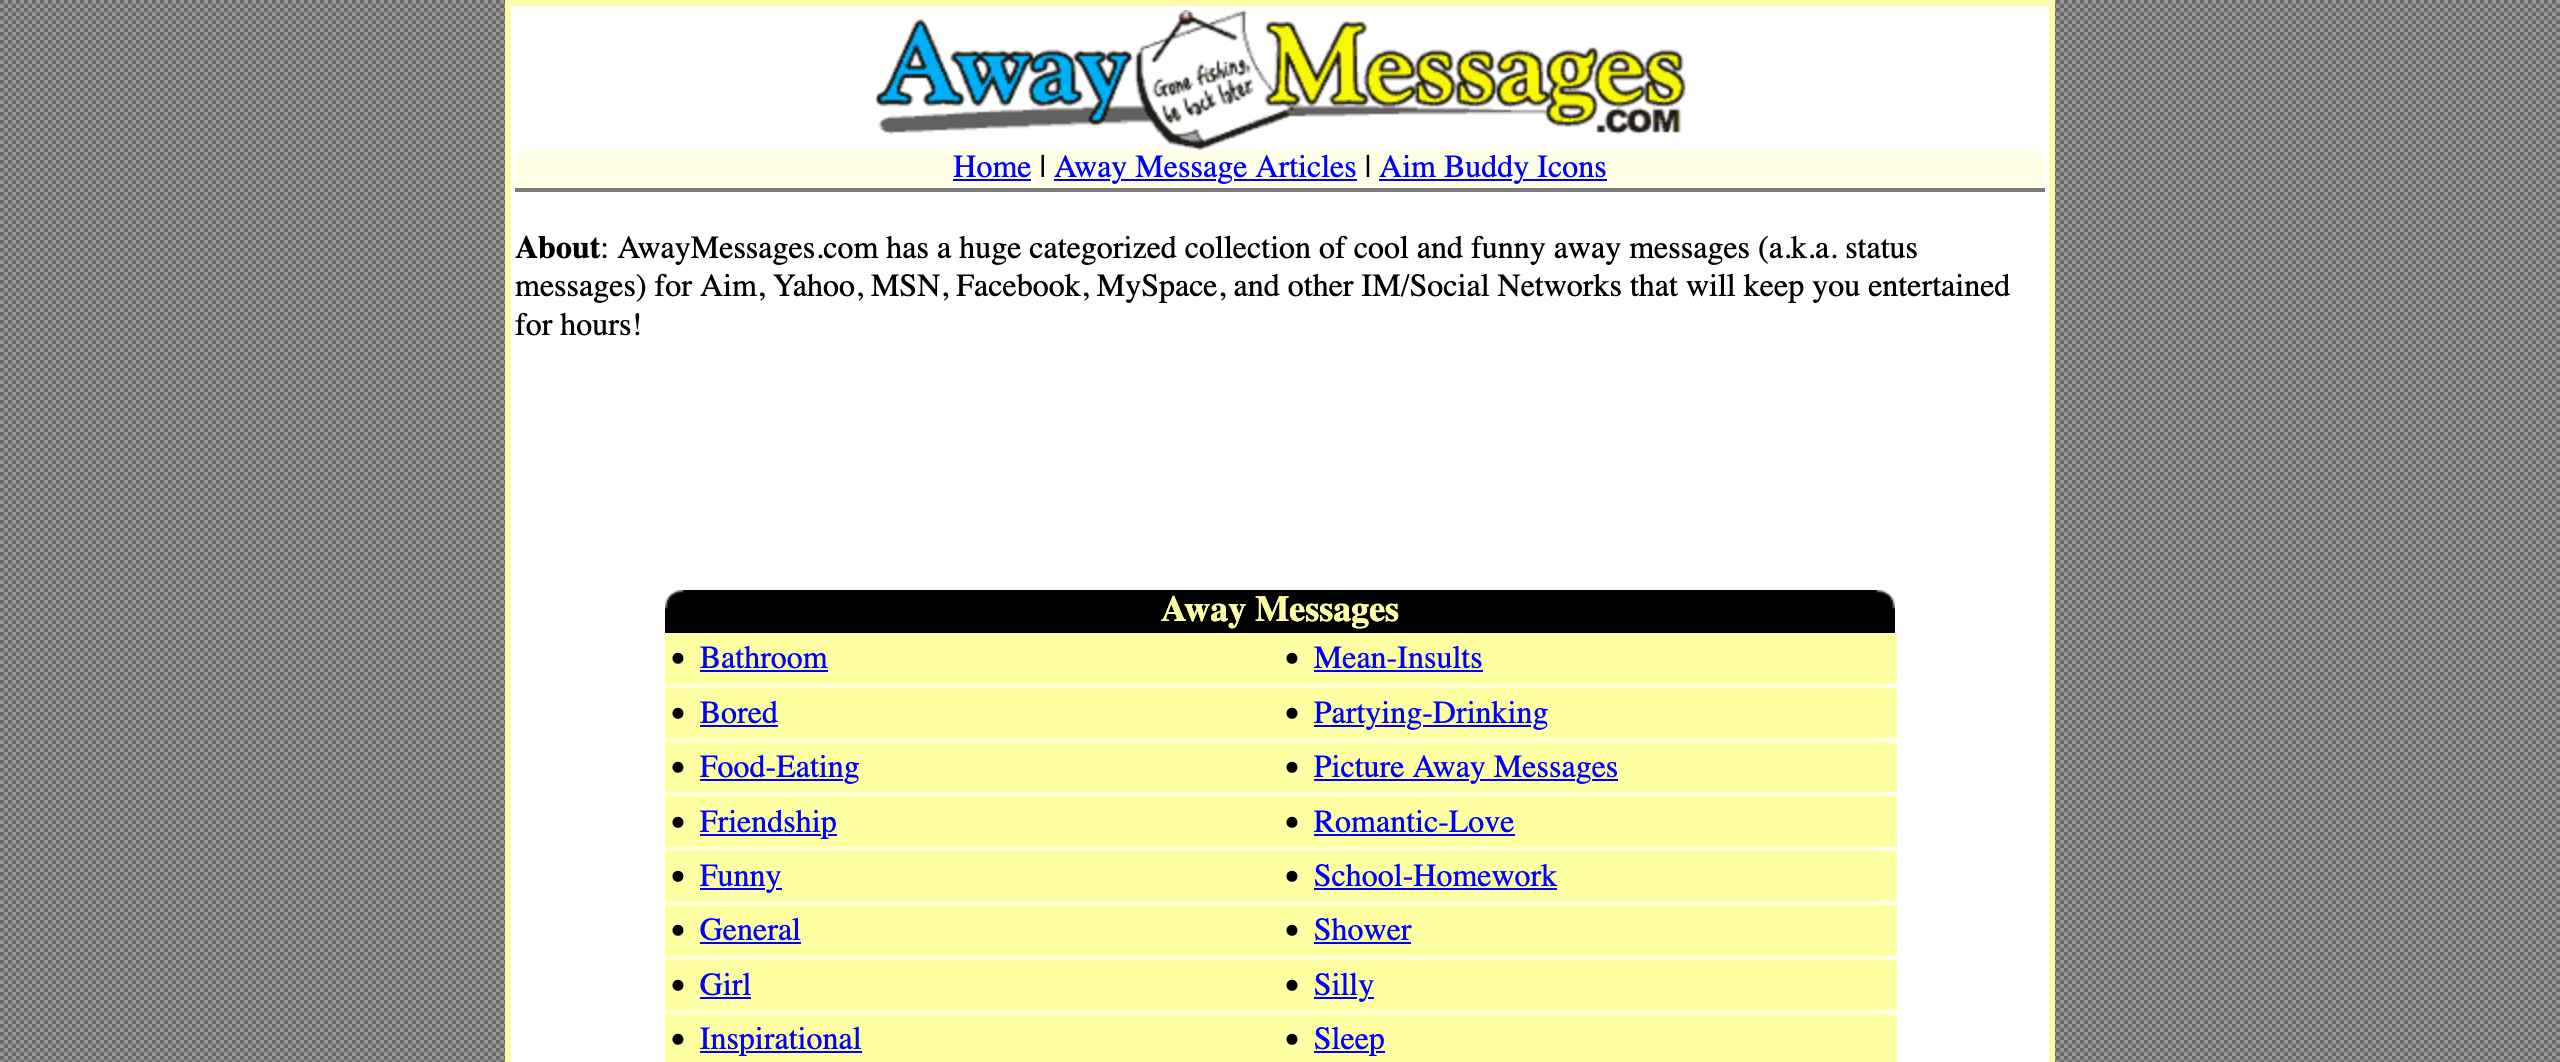 Away Messages
Gone fishing,
be back later
.COM
Home | Away Message Articles | Aim Buddy Icons
About: AwayMessages.com has a huge categorized collection of cool and funny away messages (a.k.a. status
messages) for Aim, Yahoo, MSN, Facebook, MySpace, and other IM/Social Networks that will keep you entertained
for hours!
Away Messages
• Bathroom • Mean-Insults
• Bored • Partying-Drinking
• Food-Eating • Picture Away Messages
• Friendship • Romantic-Love
• Funny • School-Homework
• General • Shower
• Girl • Silly
• Inspirational • Sleep